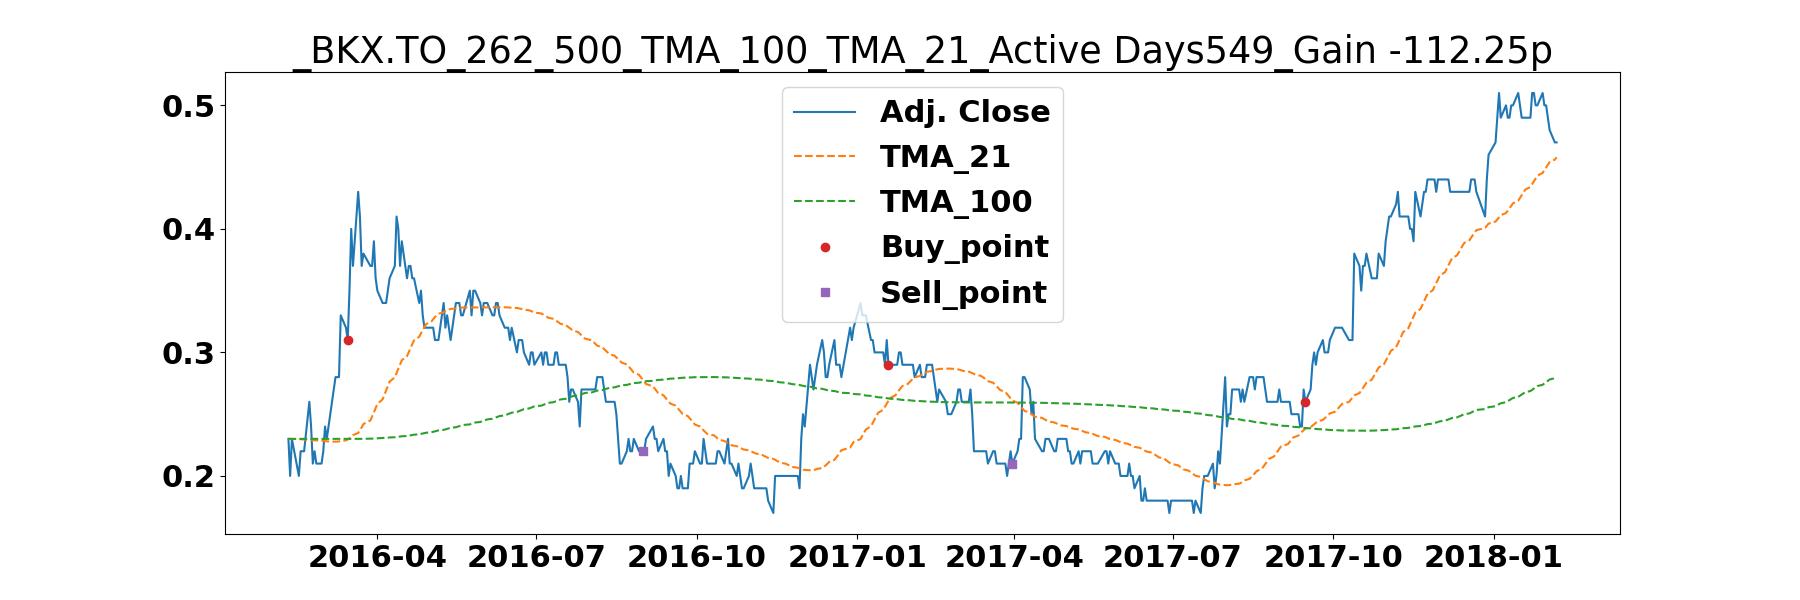 _BKX.TO_262_500_TMA_100_TMA_21_Active Days549_Gain -112.25p
0.5
0.4
0.3
0.2
Adj. Close
TMA_21
TMA_100
Buy_point
Sell_point
2016-04 2016-07 2016-10 2017-01 2017-04 2017-07 2017-10 2018-01